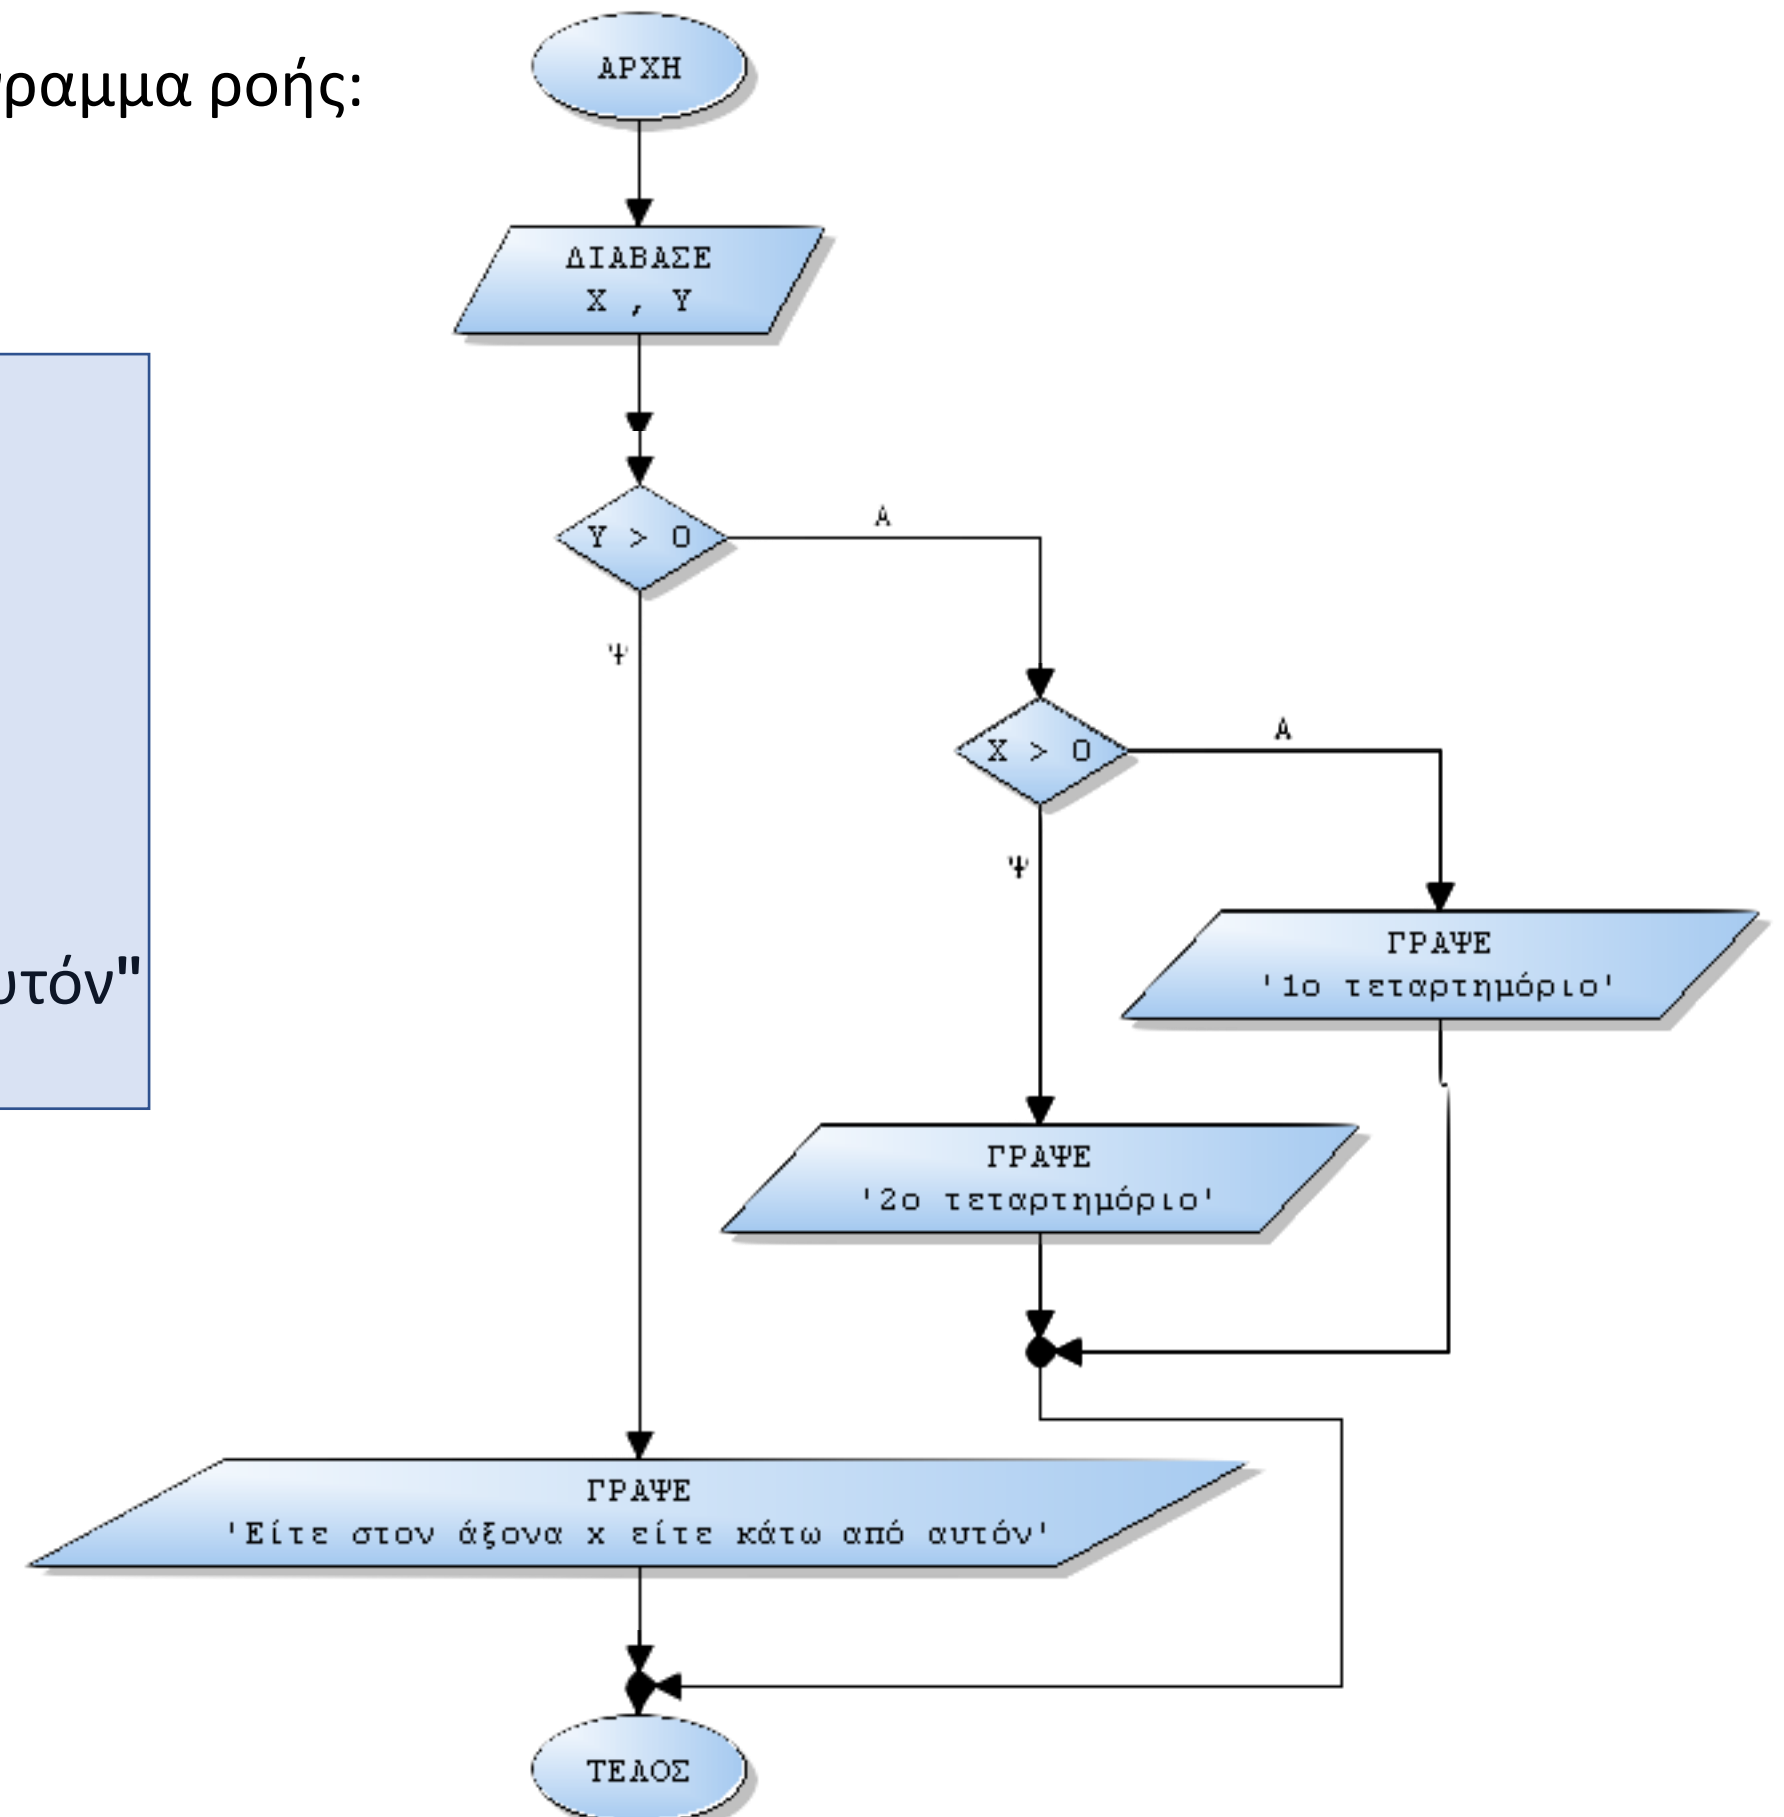 γραμμα ροής:
ΑΡΧΗ
ΔΙΑΒΑΣΕ
Χ , Υ
Υ > 0
Α
Ψ
Χ > 0
Α
Ψ
ΓΡΑΨΕ
'1ο τεταρτημόριο'
υτόν"
ΓΡΑΨΕ
'2ο τεταρτημόριο'
ΓΡΑΨΕ
'Είτε στον άξονα x είτε κάτω από αυτόν'
ΤΕΛΟΣ